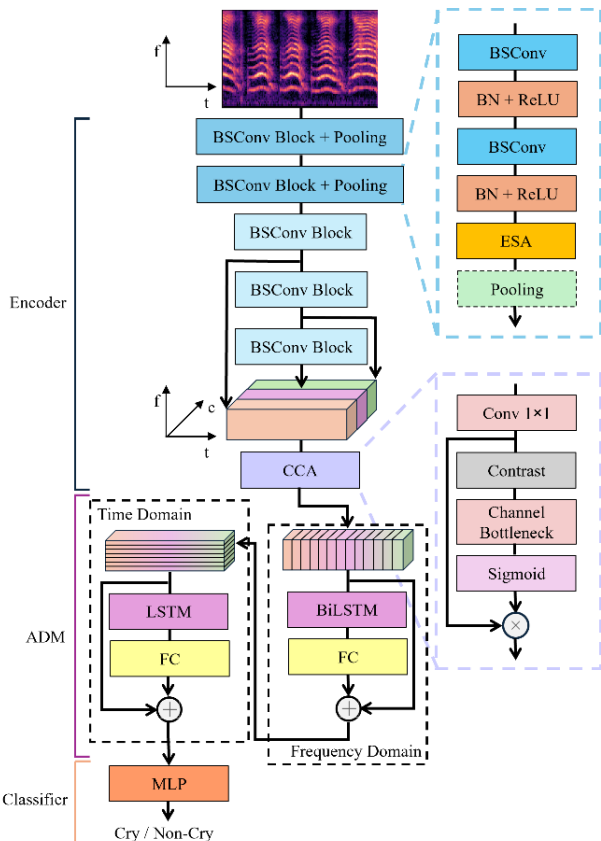 f
t
BSConv Block + Pooling
BSConv Block + Pooling
BSConv Block
BSConv Block
BSConv Block
Encoder
f
c
t
CCA
BSConv
BN + ReLU
BSConv
BN + ReLU
ESA
Pooling
Conv 1×1
Contrast
Channel
Bottleneck
Sigmoid
×
ADM
Time Domain
LSTM
FC
+
BiLSTM
FC
+
Frequency Domain
Classifier
MLP
Cry / Non-Cry